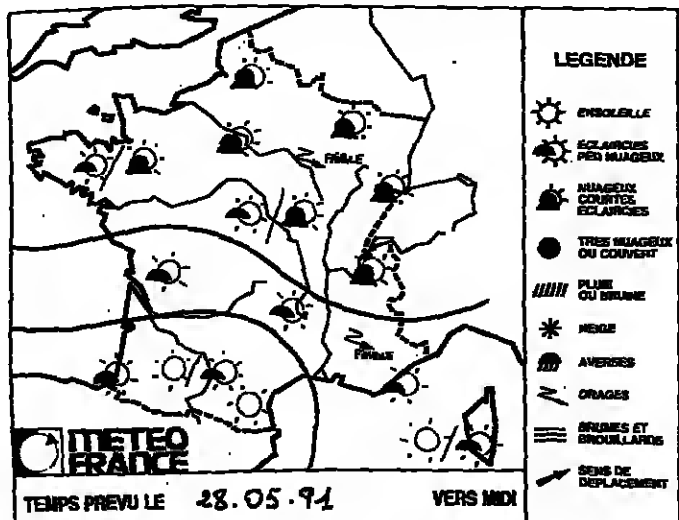 FAIBLE
FAIBLE
METEO
FRANCE
TEMPS PREVU LE 28.05.91 VERS MIDI
LEGENDE
ENSOLEILLE
ECLAIRCIES
PEU NUAGEUX
NUAGEUX
COURTES
ECLAIRCIES
TRES NUAGEUX
OU COUVERT
PLUIE
OU BRUINE
NEIGE
AVERSES
ORAGES
BRUMES ET
BROUILLARDS
SENS DE
DEPLACEMENT